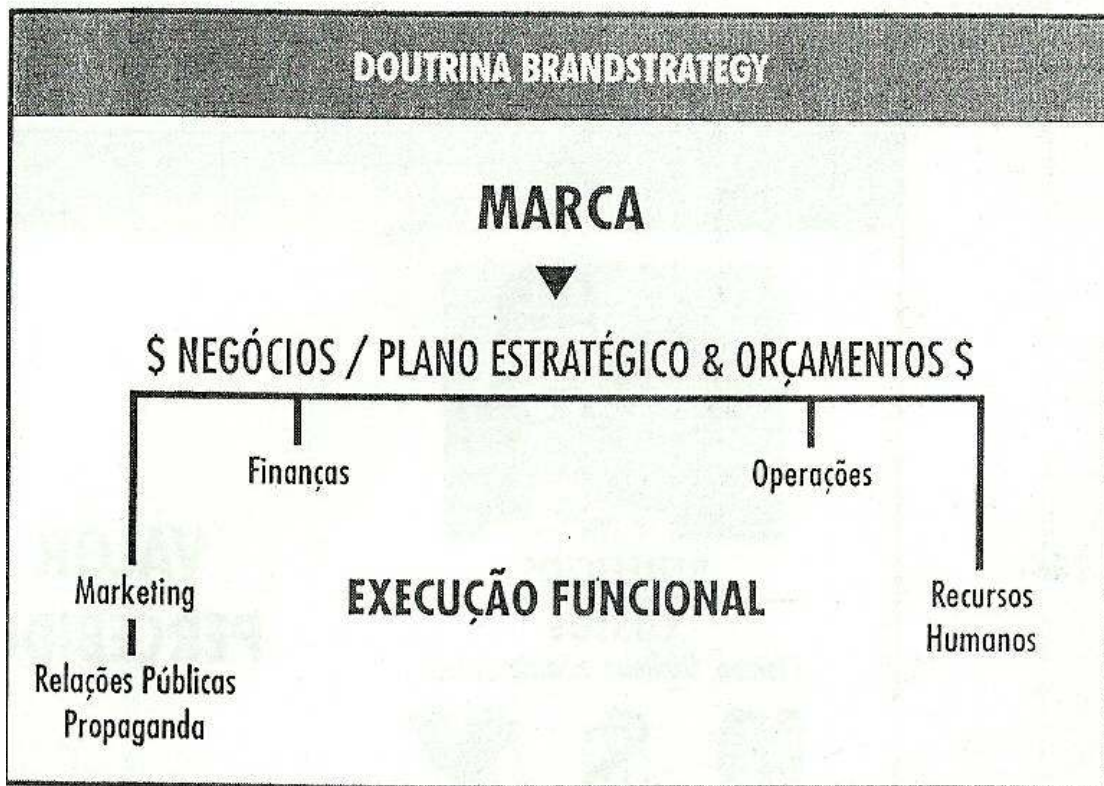 DOUTRINA BRANDSTRATEGY
MARCA
$ NEGÓCIOS / PLANO ESTRATÉGICO & ORÇAMENTOS $
Finanças
Operações
Marketing
EXECUÇÃO FUNCIONAL
Recursos
Humanos
Relações Públicas
Propaganda